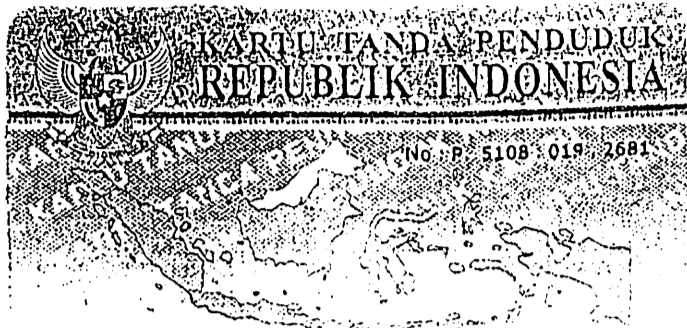 KARTU TANDA PENDUDUK
REPUBLIK INDONESIA
No : P. 5108 . 019 . 2681